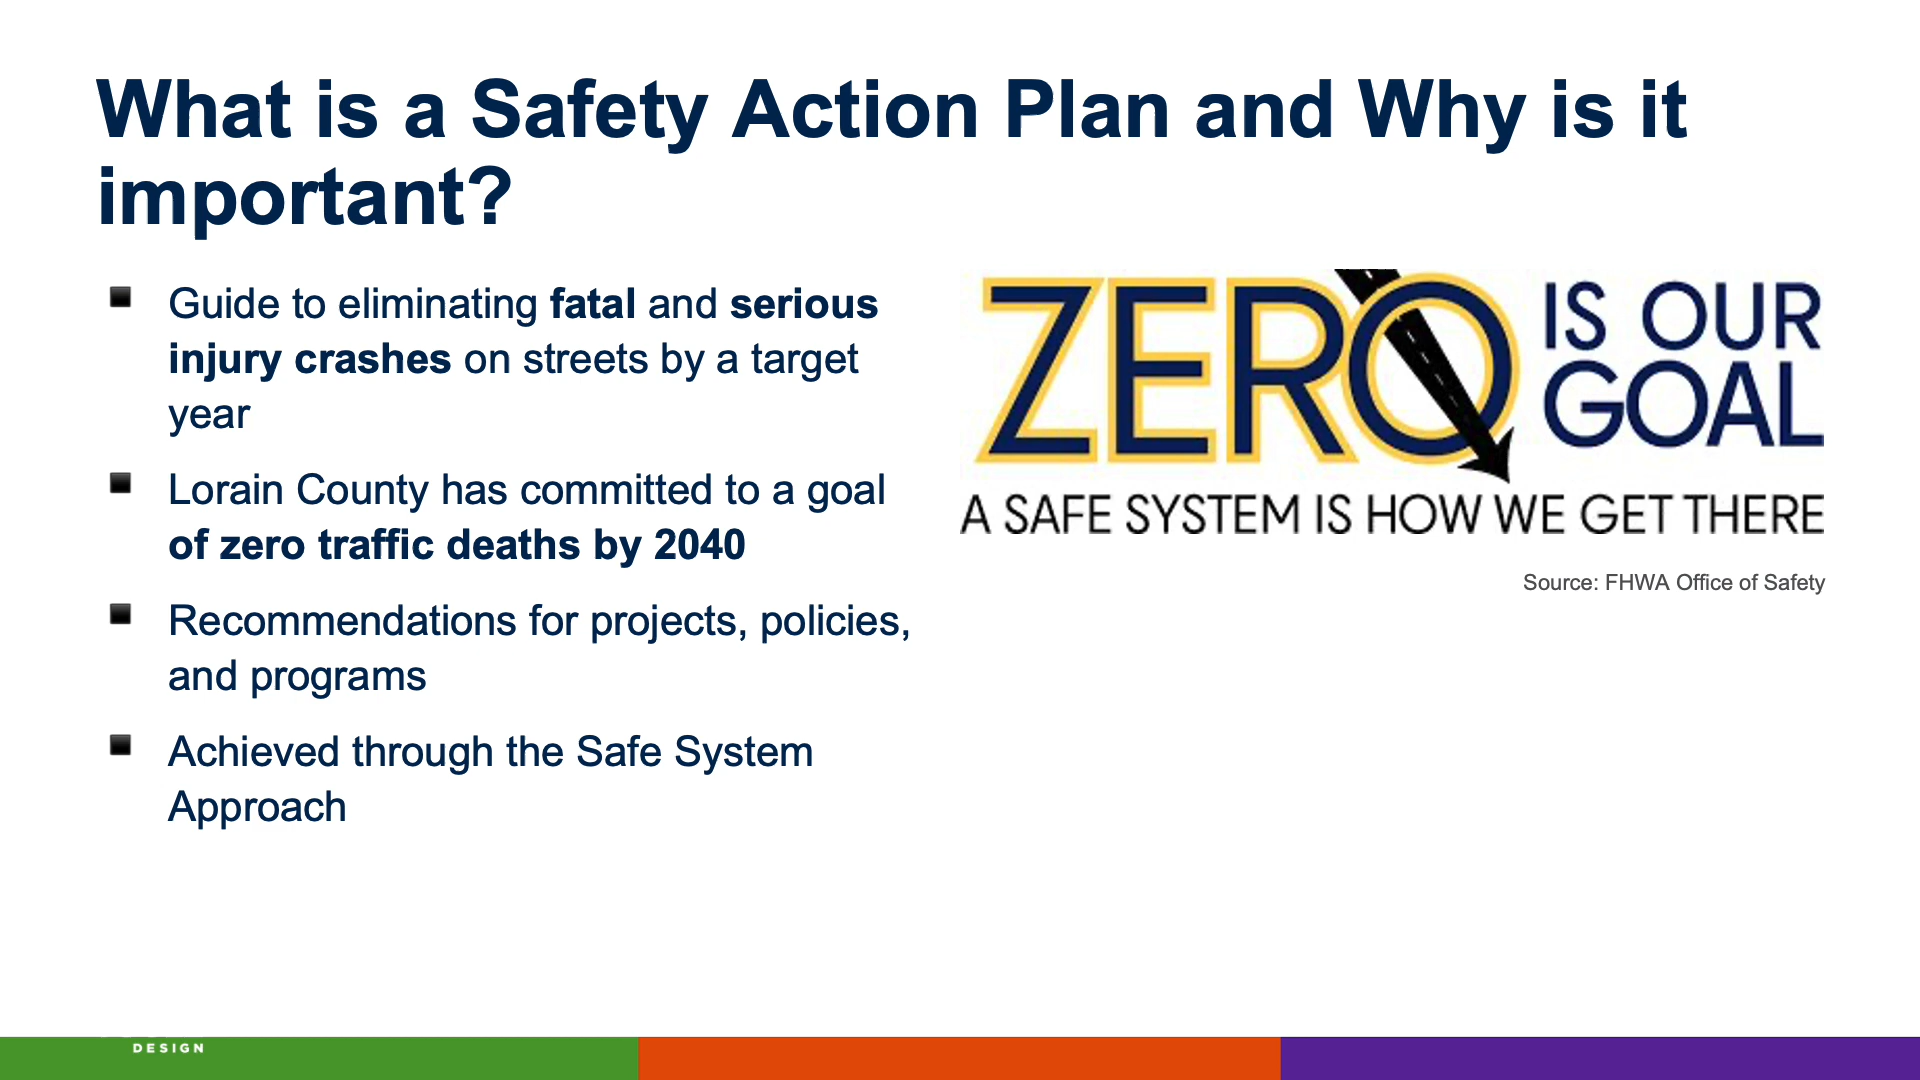 What is a Safety Action Plan and Why is it
important?
Guide to eliminating fatal and serious
injury crashes on streets by a target
year
Lorain County has committed to a goal
of zero traffic deaths by 2040
Recommendations for projects, policies,
and programs
Achieved through the Safe System
Approach
ZERO IS OUR
GOAL
A SAFE SYSTEM IS HOW WE GET THERE
Source: FHWA Office of Safety
DESIGN